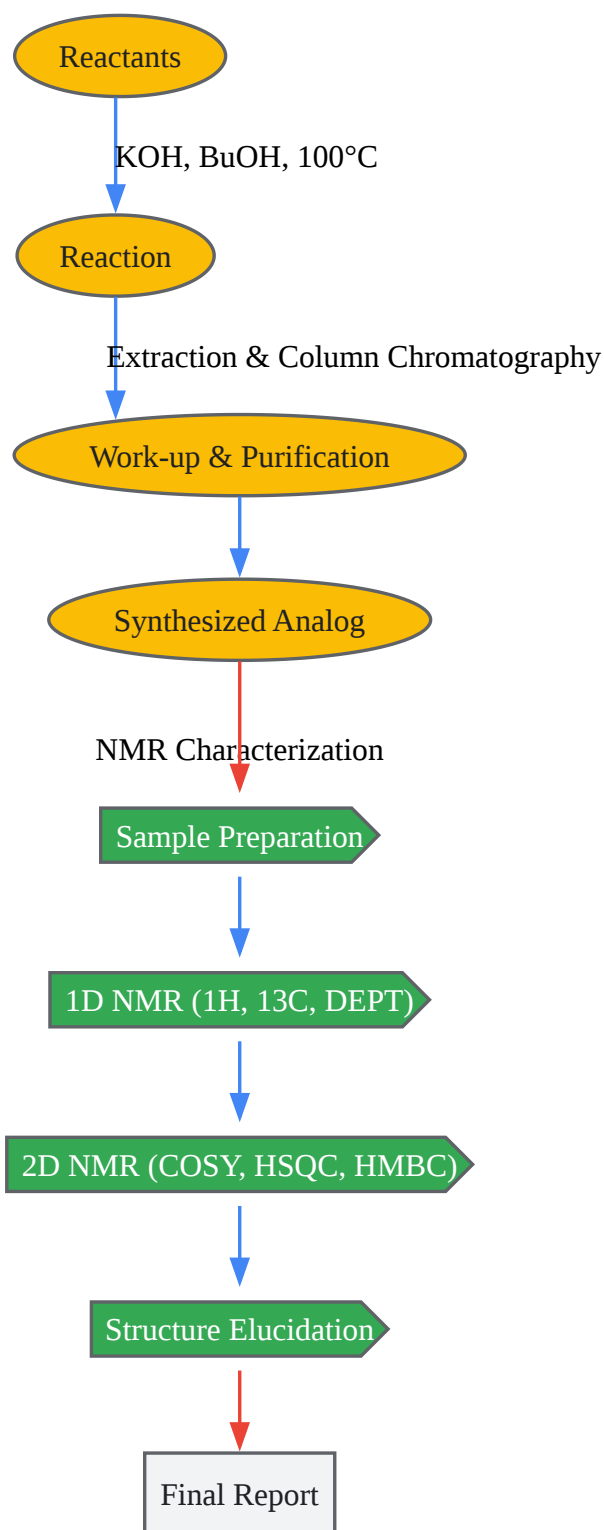 Reactants
KOH, BuOH, 100°C
Reaction
Extraction & Column Chromatography
Work-up & Purification
Synthesized Analog
NMR Characterization
Sample Preparation
1D NMR (1H, 13C, DEPT)
2D NMR (COSY, HSQC, HMBC)
Structure Elucidation
Final Report